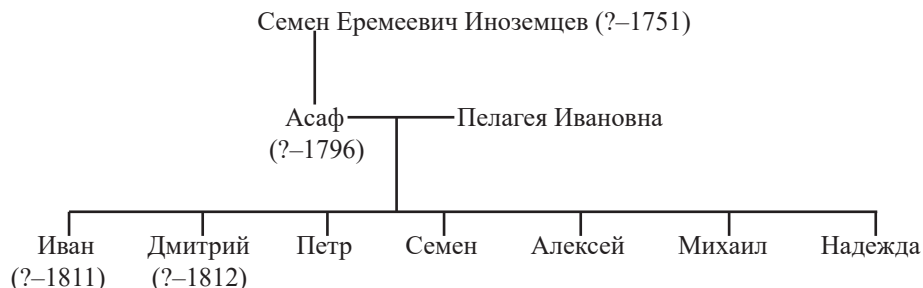 Семен Еремеевич Иноземцев (?–1751)
Асаф Пелагея Ивановна
(?–1796)
Иван Дмитрий Петр Семен Алексей Михаил Надежда
(?–1811) (?–1812)